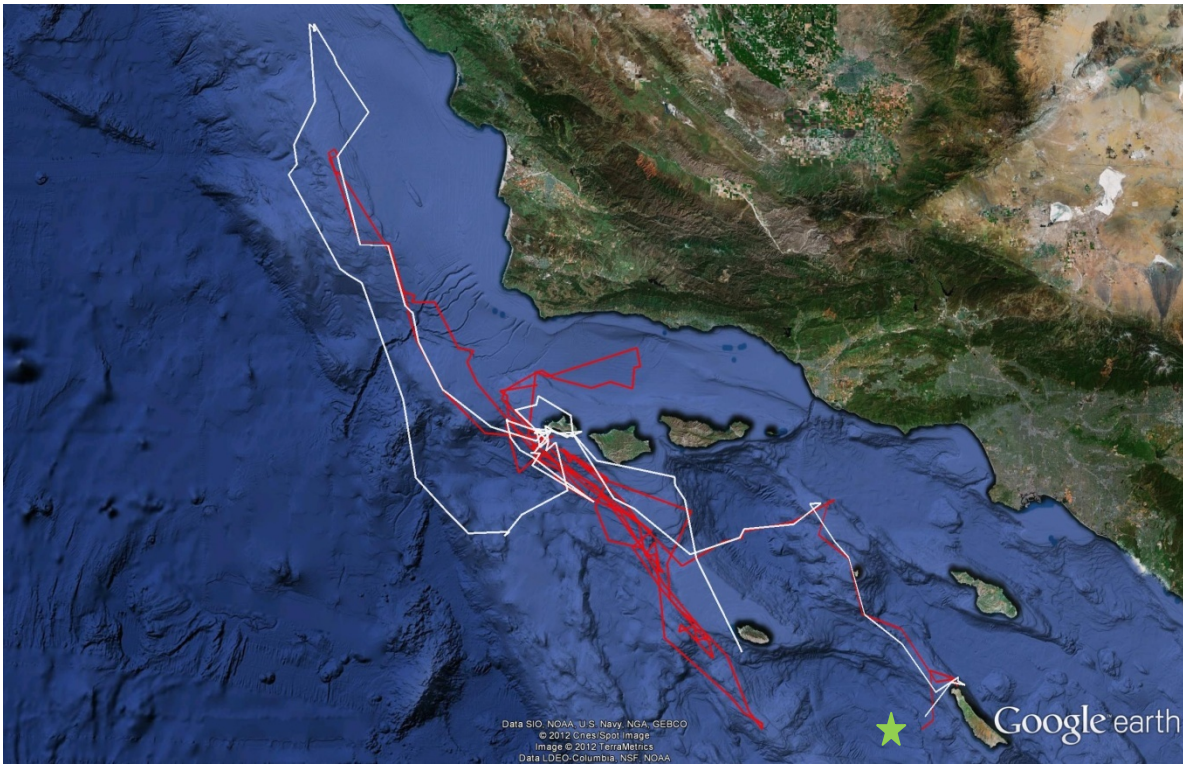 Data SIO, NOAA, U.S. Navy, NGA, GEBCO
© 2012 Cnes/Spot Image
Image © 2012 TerraMetrics
Data LDEO-Columbia, NSF, NOAA
Google earth